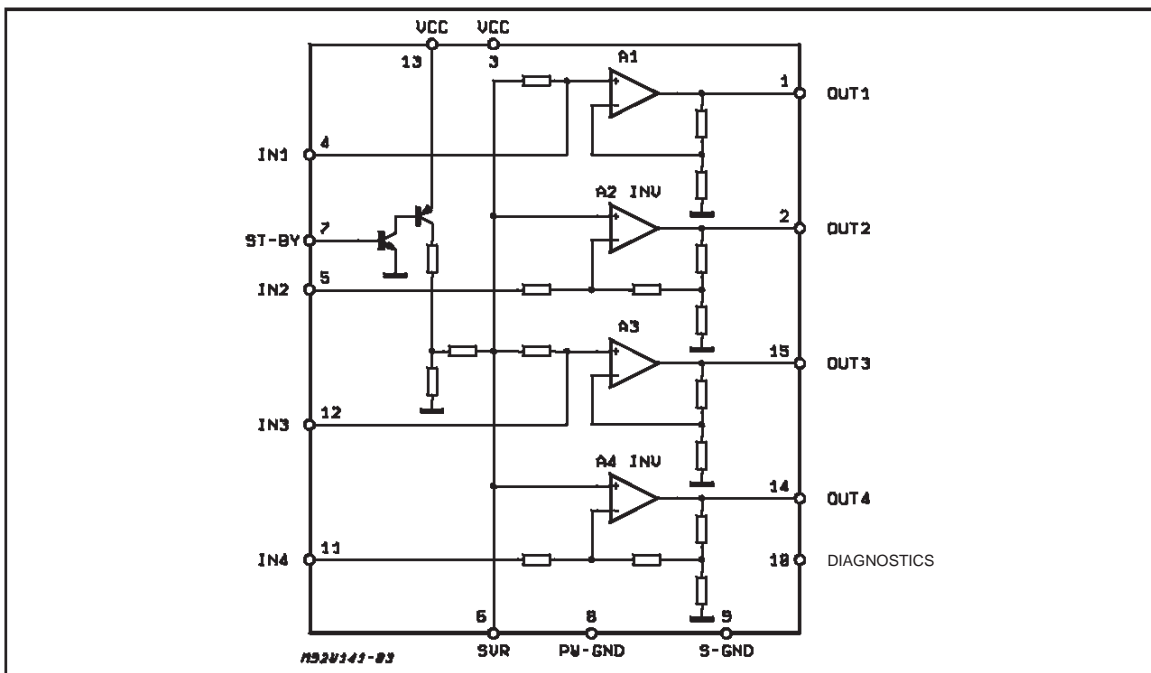 VCC VCC
13 3 A1
1 OUT1
4
IN1
A2 INV
7 2 OUT2
ST-BY
5
IN2
A3
15 OUT3
12
IN3
A4 INV
14 OUT4
11
IN4 10 DIAGNOSTICS
6 8 9
SVR PW-GND S-GND
M92W141-03